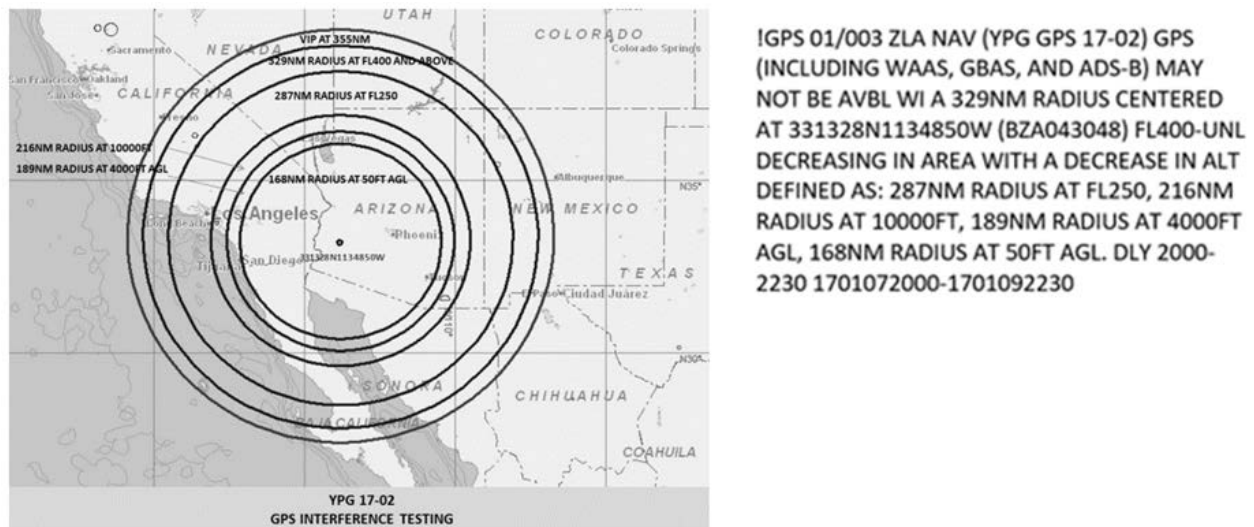 UTAH
COLORADO
Sacramento
NEVADA
VIP AT 355NM
Colorado Springs
329NM RADIUS AT FL400 AND ABOVE
San Francisco
Oakland
San Jose
CALIFORNIA
287NM RADIUS AT FL250
Fresno
Vegas
216NM RADIUS AT 10000FT
189NM RADIUS AT 4000FT AGL
168NM RADIUS AT 50FT AGL
Albuquerque
N35°
Los Angeles
Long Beach
ARIZONA
NEW MEXICO
Phoenix
San Diego
331328N1134850W
Tijuana
Tucson
TEXAS
El Paso
Ciudad Juárez
N30°
SONORA
CHIHUAHUA
BAJA CALIFORNIA
COAHUILA
YPG 17-02
GPS INTERFERENCE TESTING
!GPS 01/003 ZLA NAV (YPG GPS 17-02) GPS
(INCLUDING WAAS, GBAS, AND ADS-B) MAY
NOT BE AVBL WI A 329NM RADIUS CENTERED
AT 331328N1134850W (BZA043048) FL400-UNL
DECREASING IN AREA WITH A DECREASE IN ALT
DEFINED AS: 287NM RADIUS AT FL250, 216NM
RADIUS AT 10000FT, 189NM RADIUS AT 4000FT
AGL, 168NM RADIUS AT 50FT AGL. DLY 2000-
2230 1701072000-1701092230